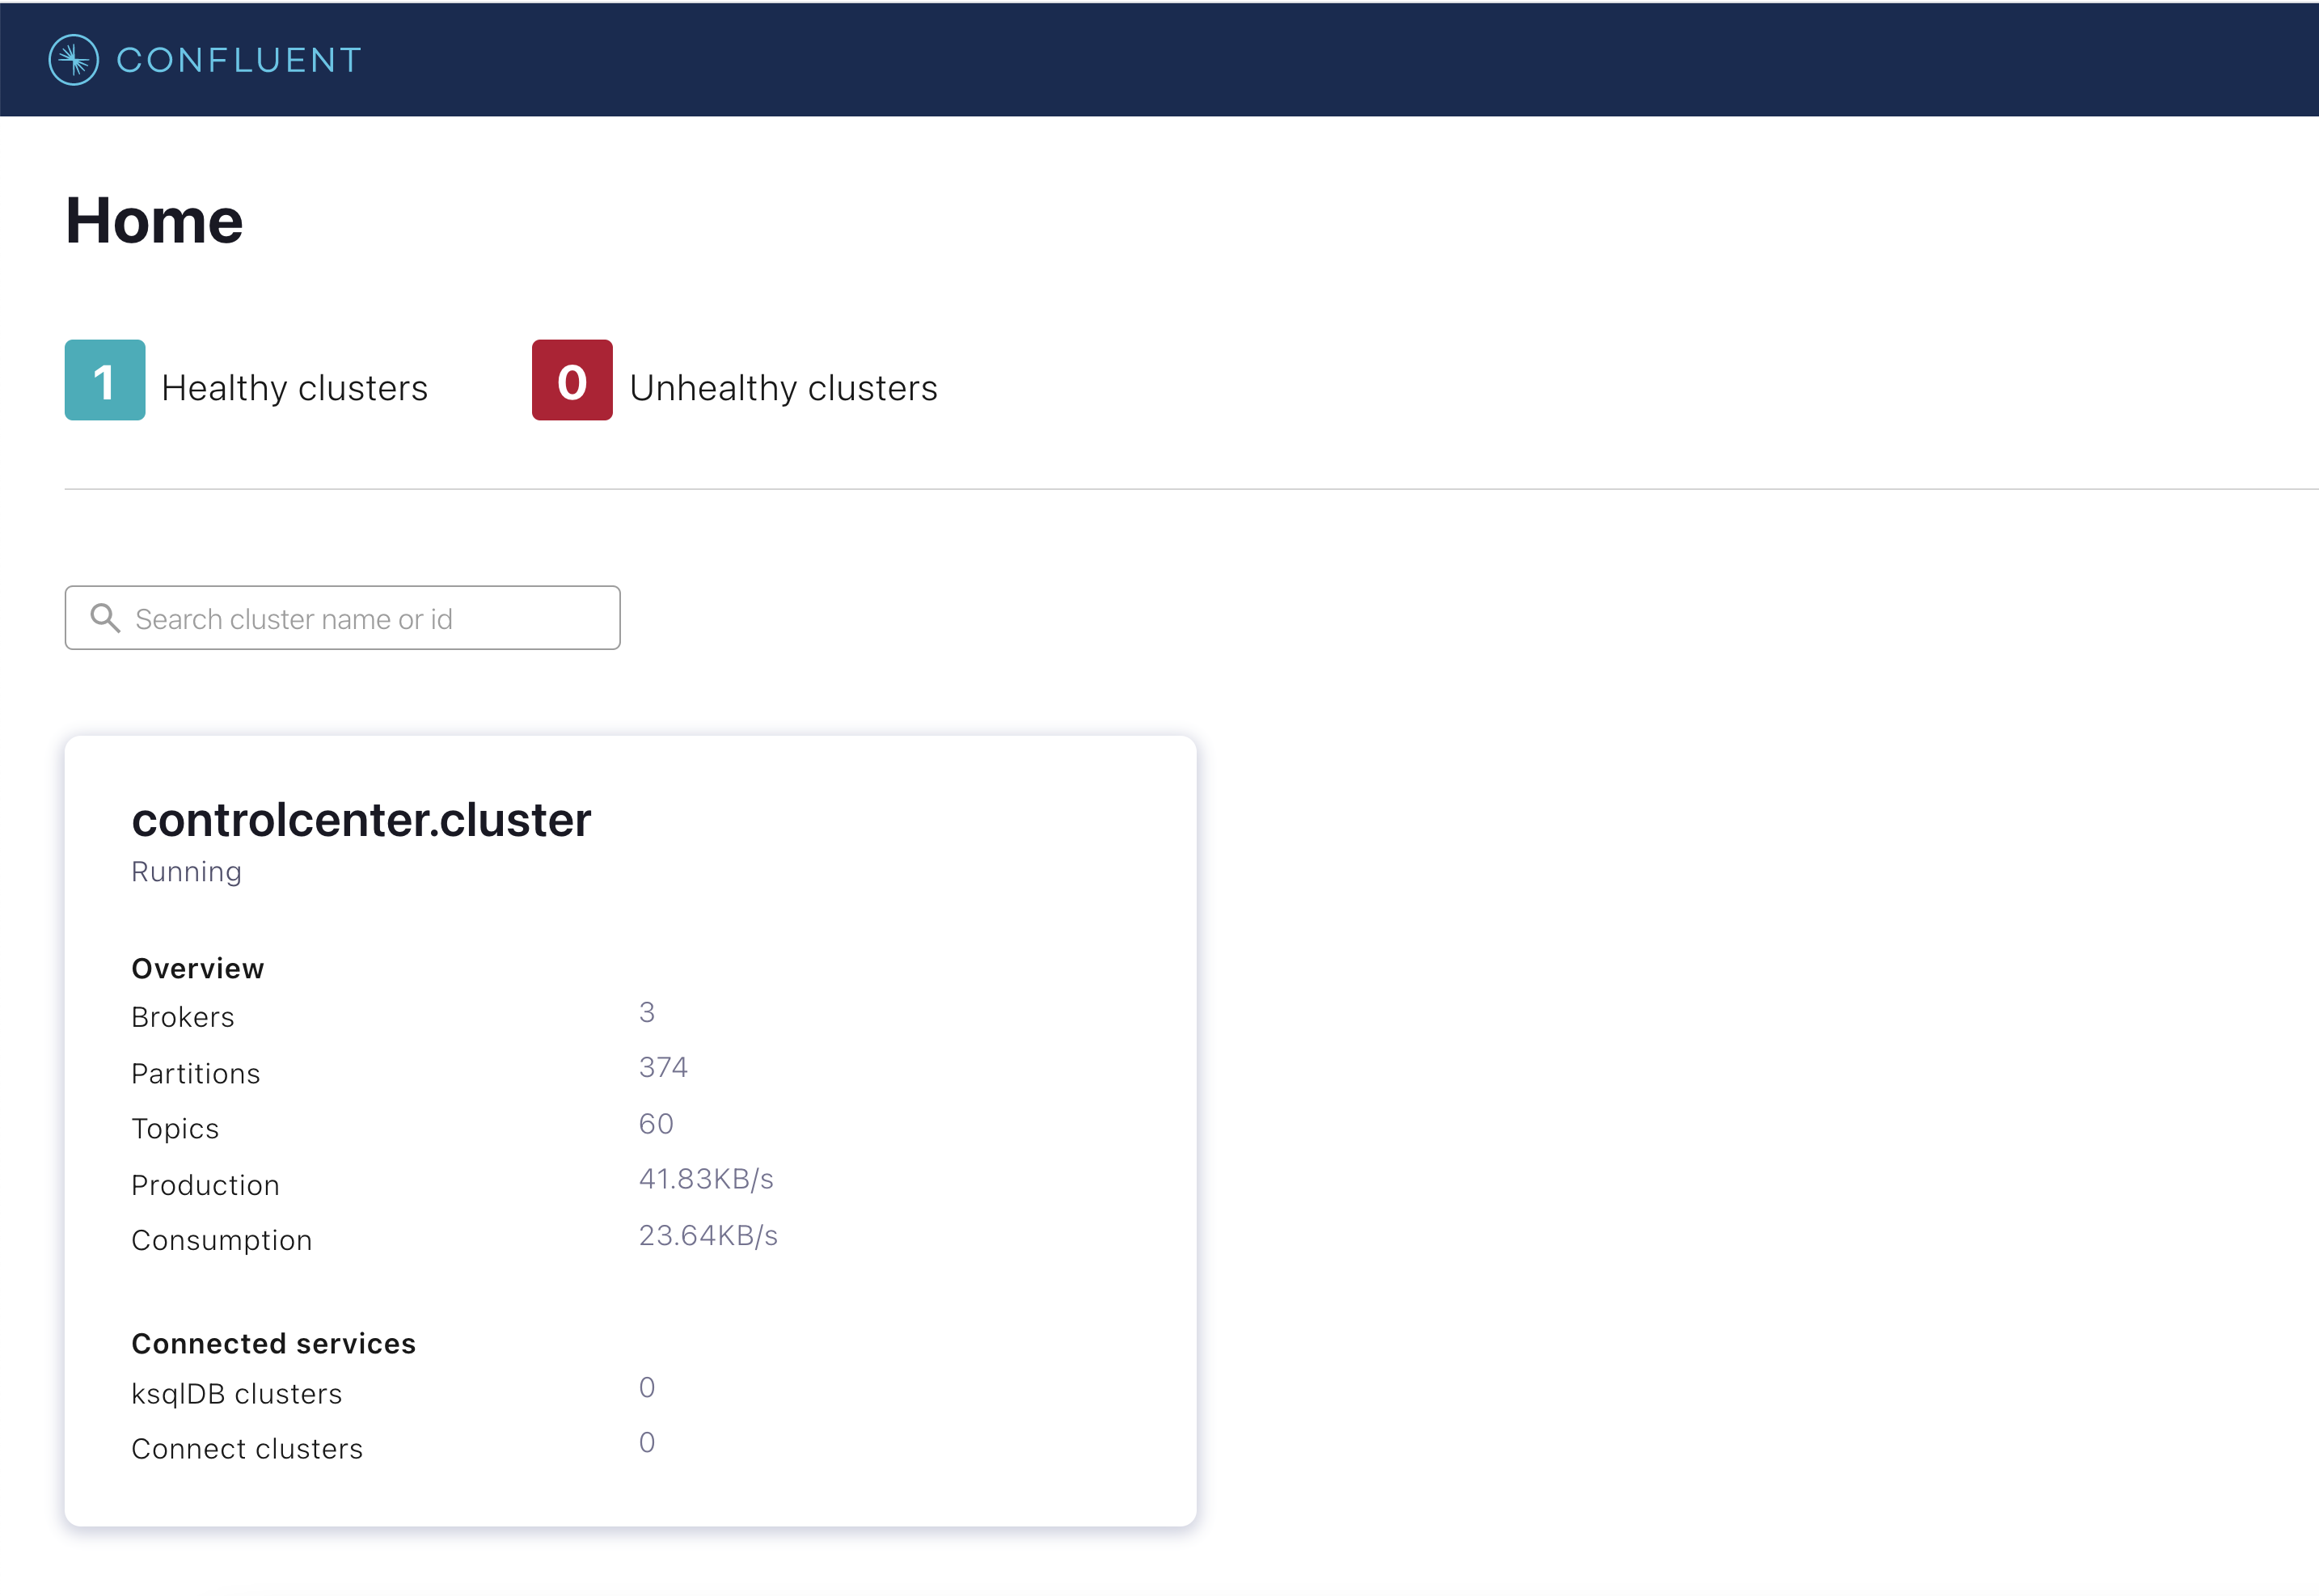 CONFLUENT
Home
1 Healthy clusters
0 Unhealthy clusters
Search cluster name or id
controlcenter.cluster
Running
Overview
Brokers 3
Partitions 374
Topics 60
Production 41.83KB/s
Consumption 23.64KB/s
Connected services
ksqlDB clusters 0
Connect clusters 0